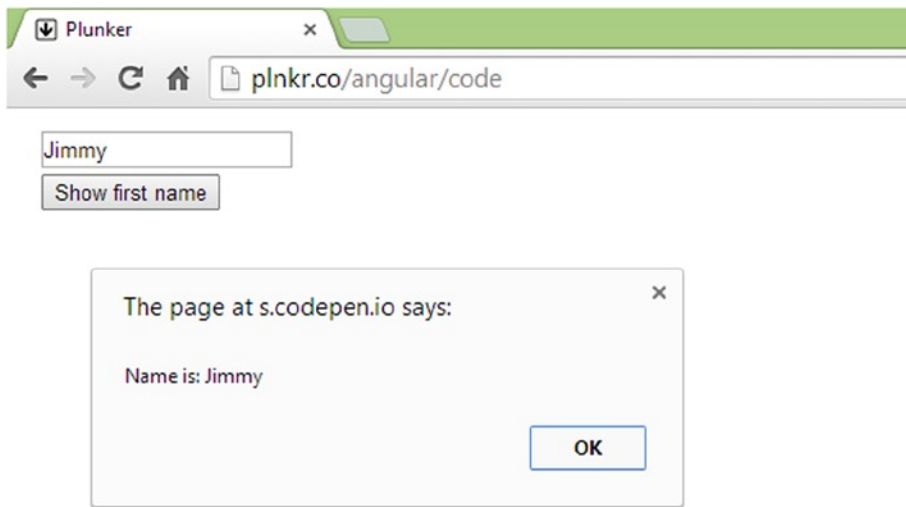 Plunker
plnkr.co/angular/code
Jimmy
Show first name
The page at s.codepen.io says:
Name is: Jimmy
OK